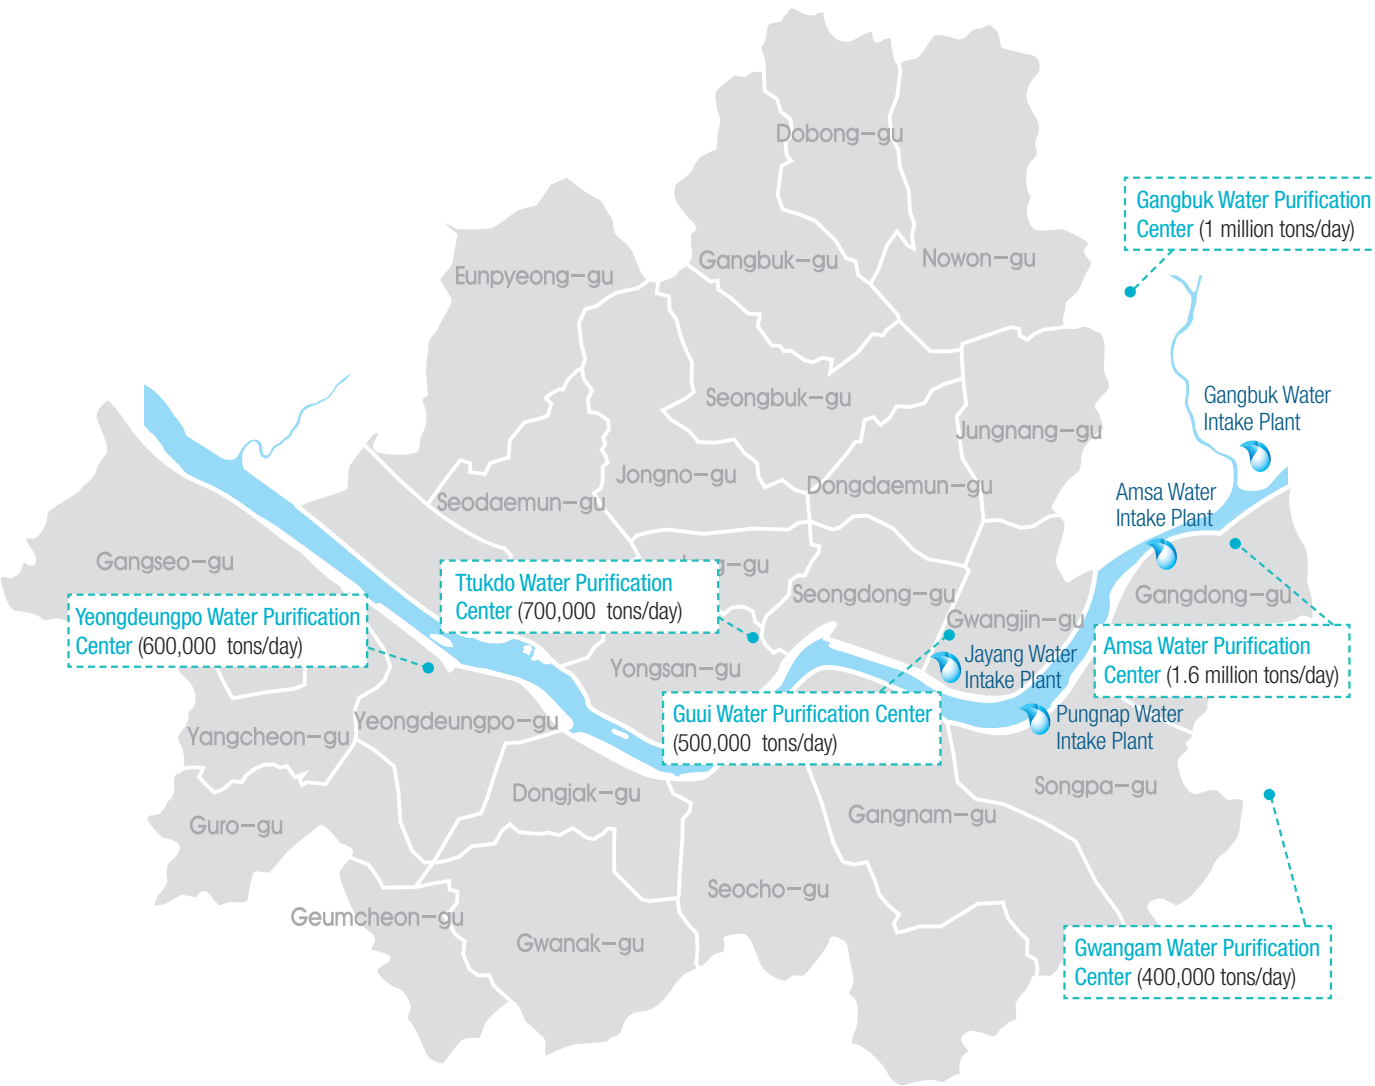 Dobong-gu
Gangbuk Water Purification
Center (1 million tons/day)
Gangbuk-gu
Nowon-gu
Eunpyeong-gu
Seongbuk-gu
Gangbuk Water
Intake Plant
Jungnang-gu
Jongno-gu
Dongdaemun-gu
Seodaemun-gu
Amsa Water
Intake Plant
Gangseo-gu
Ttukdo Water Purification
Center (700,000 tons/day)
Seongdong-gu
Gangdong-gu
Yeongdeungpo Water Purification
Center (600,000 tons/day)
Gwangjin-gu
Amsa Water Purification
Center (1.6 million tons/day)
Yongsan-gu
Jayang Water
Intake Plant
Guui Water Purification Center
(500,000 tons/day)
Pungnap Water
Intake Plant
Yeongdeungpo-gu
Yangcheon-gu
Dongjak-gu
Songpa-gu
Guro-gu
Gangnam-gu
Seocho-gu
Geumcheon-gu
Gwanak-gu
Gwangam Water Purification
Center (400,000 tons/day)